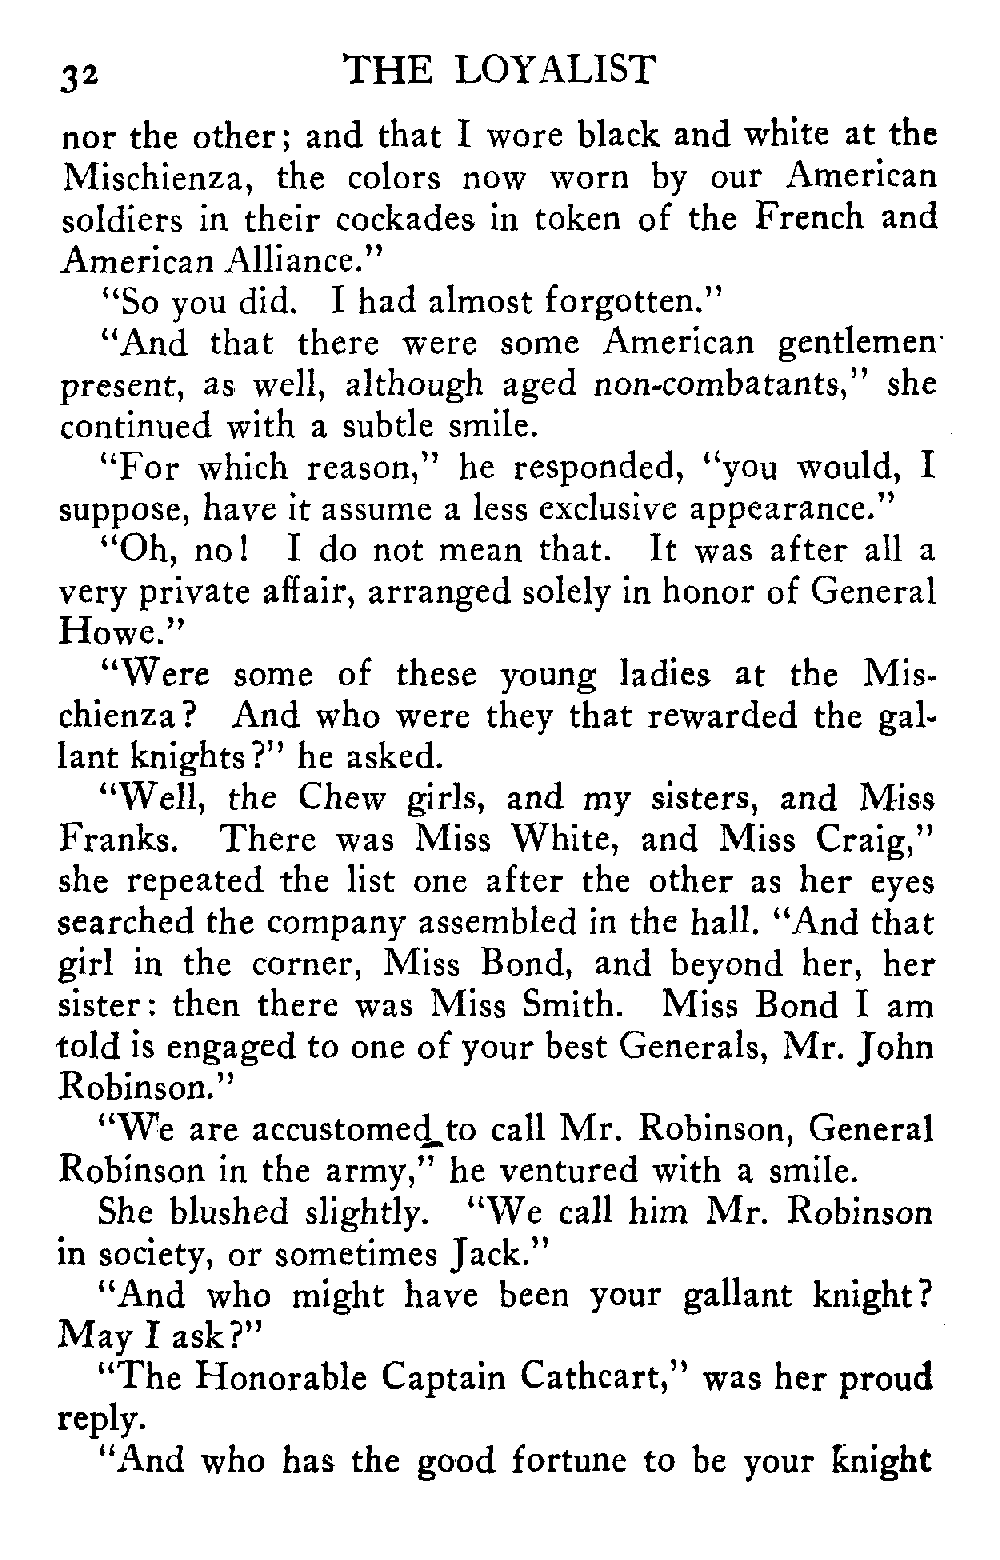 32 THE LOYALIST
nor the other; and that I wore black and white at the
Mischienza, the colors now worn by our American
soldiers in their cockades in token of the French and
American Alliance."
"So you did. I had almost forgotten."
"And that there were some American gentlemen
present, as well, although aged non-combatants," she
continued with a subtle smile.
"For which reason," he responded, "you would, I
suppose, have it assume a less exclusive appearance."
"Oh, no! I do not mean that. It was after all a
very private affair, arranged solely in honor of General
Howe."
"Were some of these young ladies at the Mis-
chienza? And who were they that rewarded the gal-
lant knights?" he asked.
"Well, the Chew girls, and my sisters, and Miss
Franks. There was Miss White, and Miss Craig,"
she repeated the list one after the other as her eyes
searched the company assembled in the hall. "And that
girl in the corner, Miss Bond, and beyond her, her
sister: then there was Miss Smith. Miss Bond I am
told is engaged to one of your best Generals, Mr. John
Robinson."
"We are accustomed to call Mr. Robinson, General
Robinson in the army," he ventured with a smile.
She blushed slightly. "We call him Mr. Robinson
in society, or sometimes Jack."
"And who might have been your gallant knight?
May I ask?"
"The Honorable Captain Cathcart," was her proud
reply.
"And who has the good fortune to be your knight